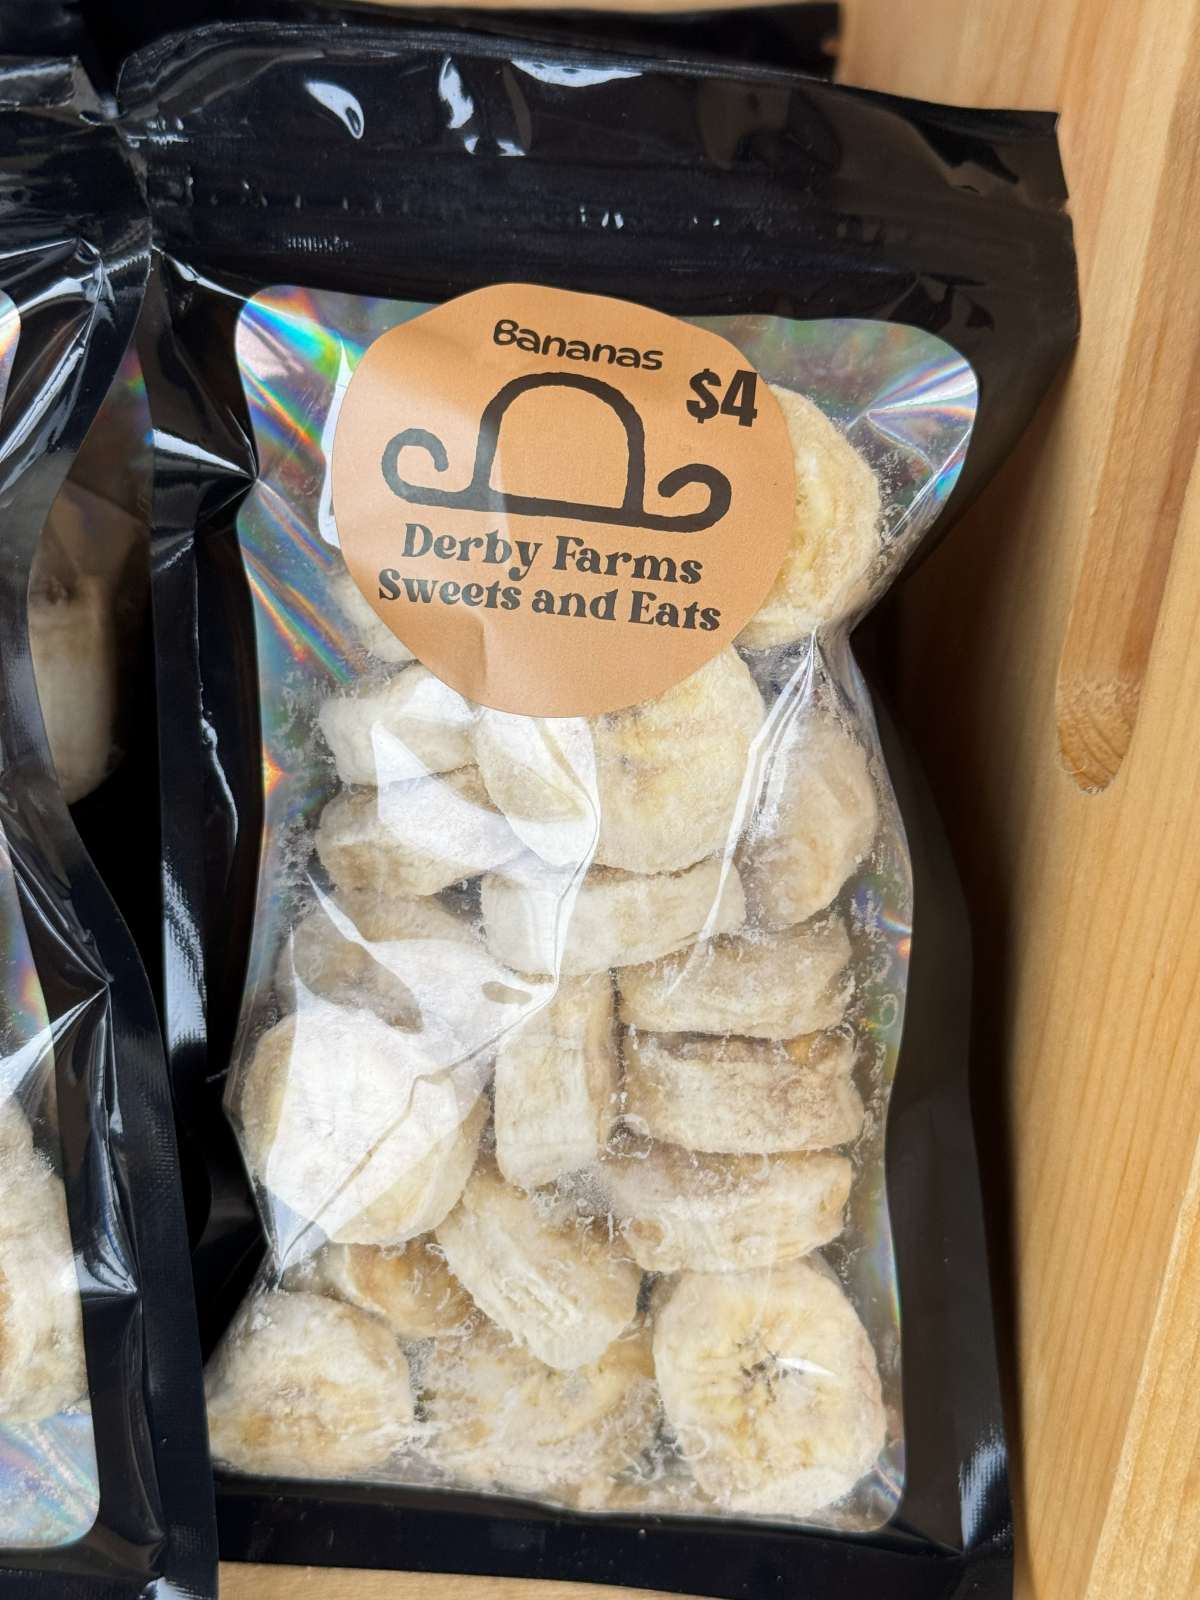 Bananas
$4
Derby Farms
Sweets and Eats